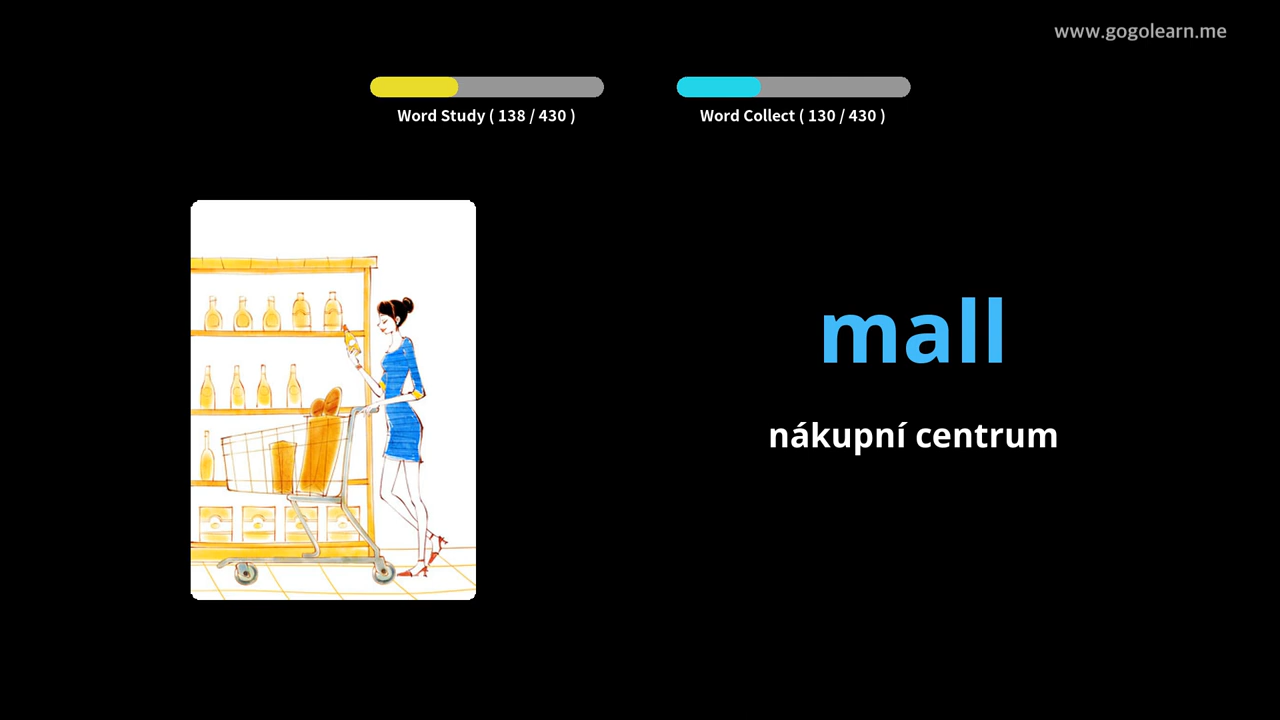 www.gogolearn.me
Word Study ( 138 / 430 )
Word Collect ( 130 / 430 )
mall
nákupní centrum